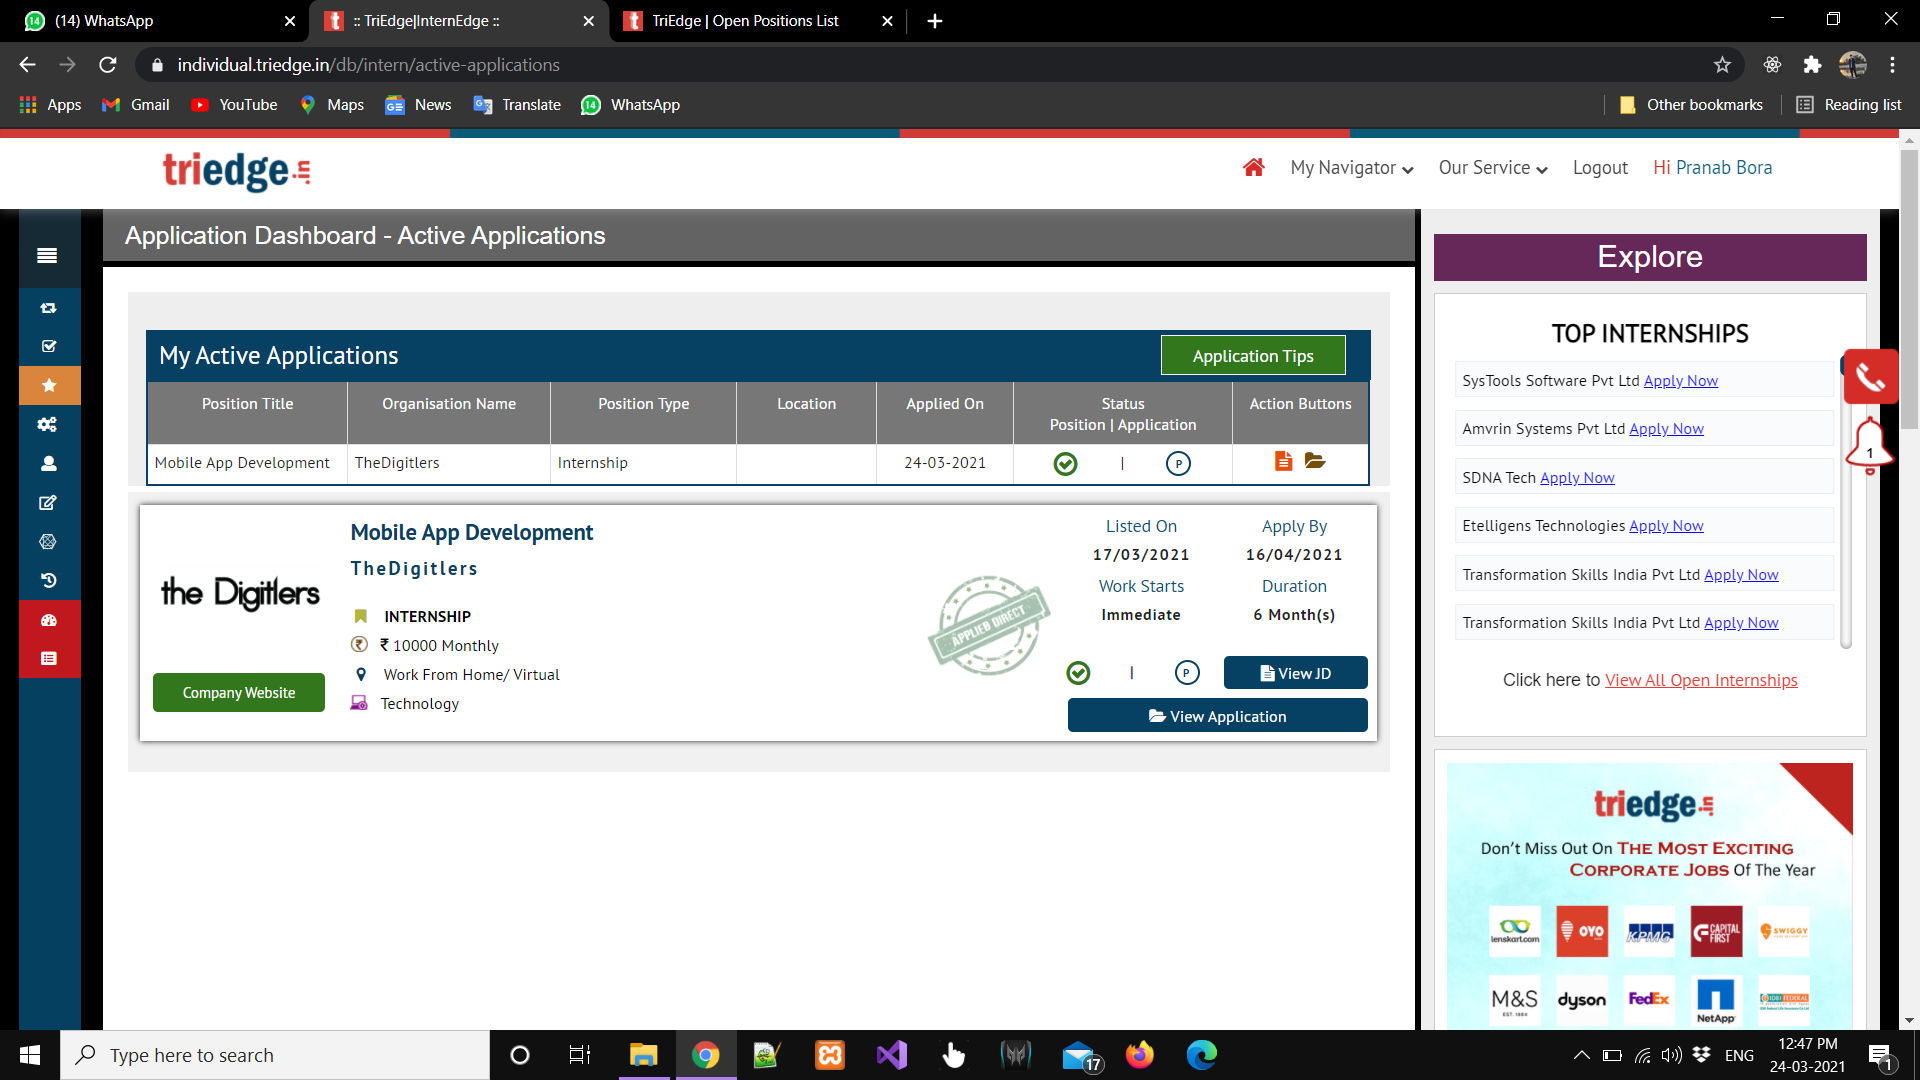 (14) WhatsApp
:: TriEdge|InternEdge ::
TriEdge | Open Positions List
individual.triedge.in/db/intern/active-applications
Apps
Gmail
YouTube
Maps
News
Translate
WhatsApp
Other bookmarks
Reading list
triedge.in
My Navigator
Our Service
Logout
Hi Pranab Bora
Application Dashboard - Active Applications
My Active Applications
Application Tips
Position Title
Organisation Name
Position Type
Location
Applied On
Status
Position | Application
Action Buttons
Mobile App Development
TheDigitlers
Internship
24-03-2021
|
P
the Digitlers
Company Website
Mobile App Development
TheDigitlers
INTERNSHIP
₹ 10000 Monthly
Work From Home/ Virtual
Technology
APPLIED DIRECT
Listed On
17/03/2021
Apply By
16/04/2021
Work Starts
Immediate
Duration
6 Month(s)
|
P
View JD
View Application
Explore
TOP INTERNSHIPS
SysTools Software Pvt Ltd Apply Now
Amvrin Systems Pvt Ltd Apply Now
SDNA Tech Apply Now
Etelligens Technologies Apply Now
Transformation Skills India Pvt Ltd Apply Now
Transformation Skills India Pvt Ltd Apply Now
Click here to View All Open Internships
1
triedge.in
Don't Miss Out On The Most Exciting
Corporate Jobs Of The Year
lenskart.com
OYO
KPMG
CAPITAL FIRST
SWIGGY
M&S
EST. 1884
dyson
FedEx
NetApp
IDBI FEDERAL
Type here to search
17
ENG
12:47 PM
24-03-2021
1